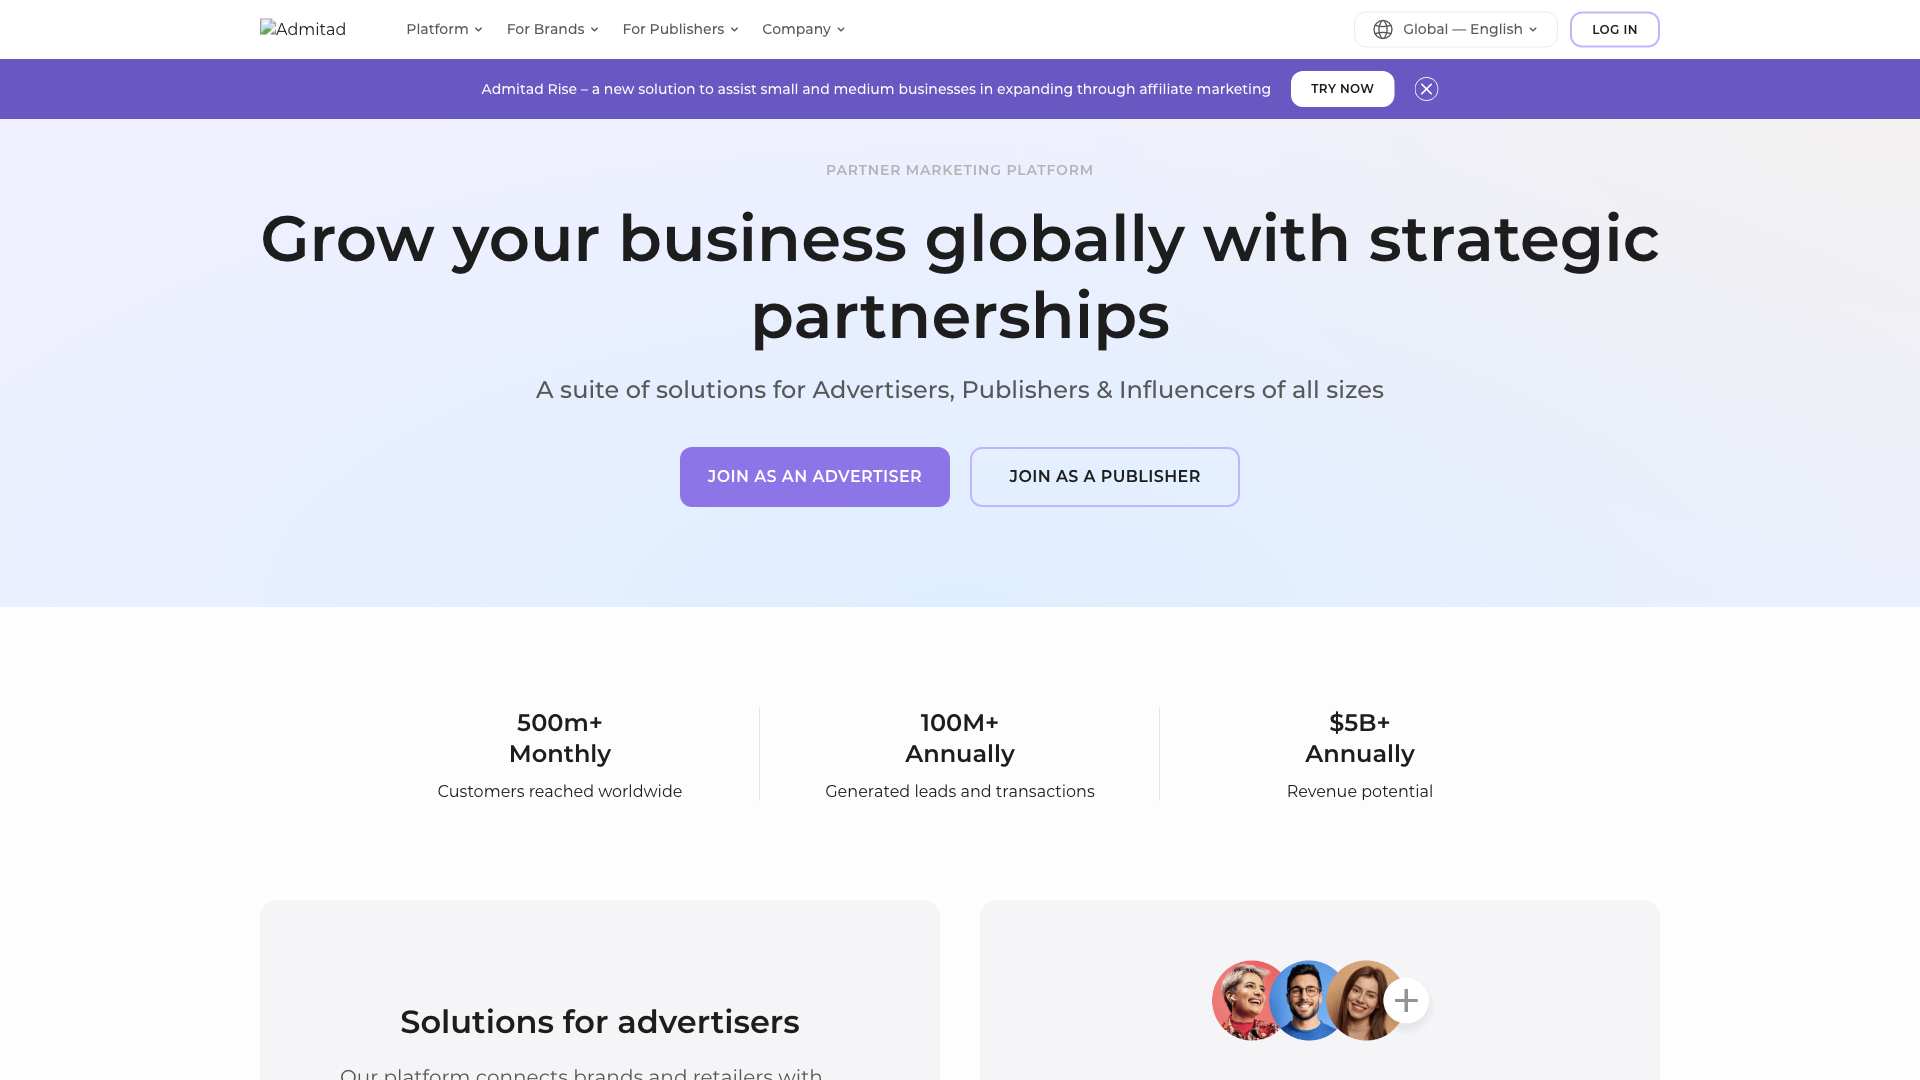 Admitad
Platform
For Brands
For Publishers
Company
Global — English
LOG IN
Admitad Rise – a new solution to assist small and medium businesses in expanding through affiliate marketing
TRY NOW
PARTNER MARKETING PLATFORM
Grow your business globally with strategic
partnerships
A suite of solutions for Advertisers, Publishers & Influencers of all sizes
JOIN AS AN ADVERTISER
JOIN AS A PUBLISHER
500m+
Monthly
Customers reached worldwide
100M+
Annually
Generated leads and transactions
$5B+
Annually
Revenue potential
Solutions for advertisers
Our platform connects brands and retailers with